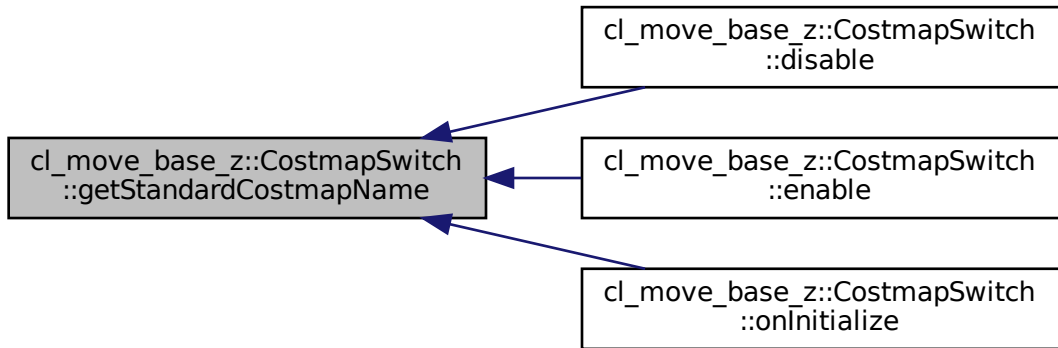 cl_move_base_z::CostmapSwitch
::disable
cl_move_base_z::CostmapSwitch
::getStandardCostmapName
cl_move_base_z::CostmapSwitch
::enable
cl_move_base_z::CostmapSwitch
::onInitialize